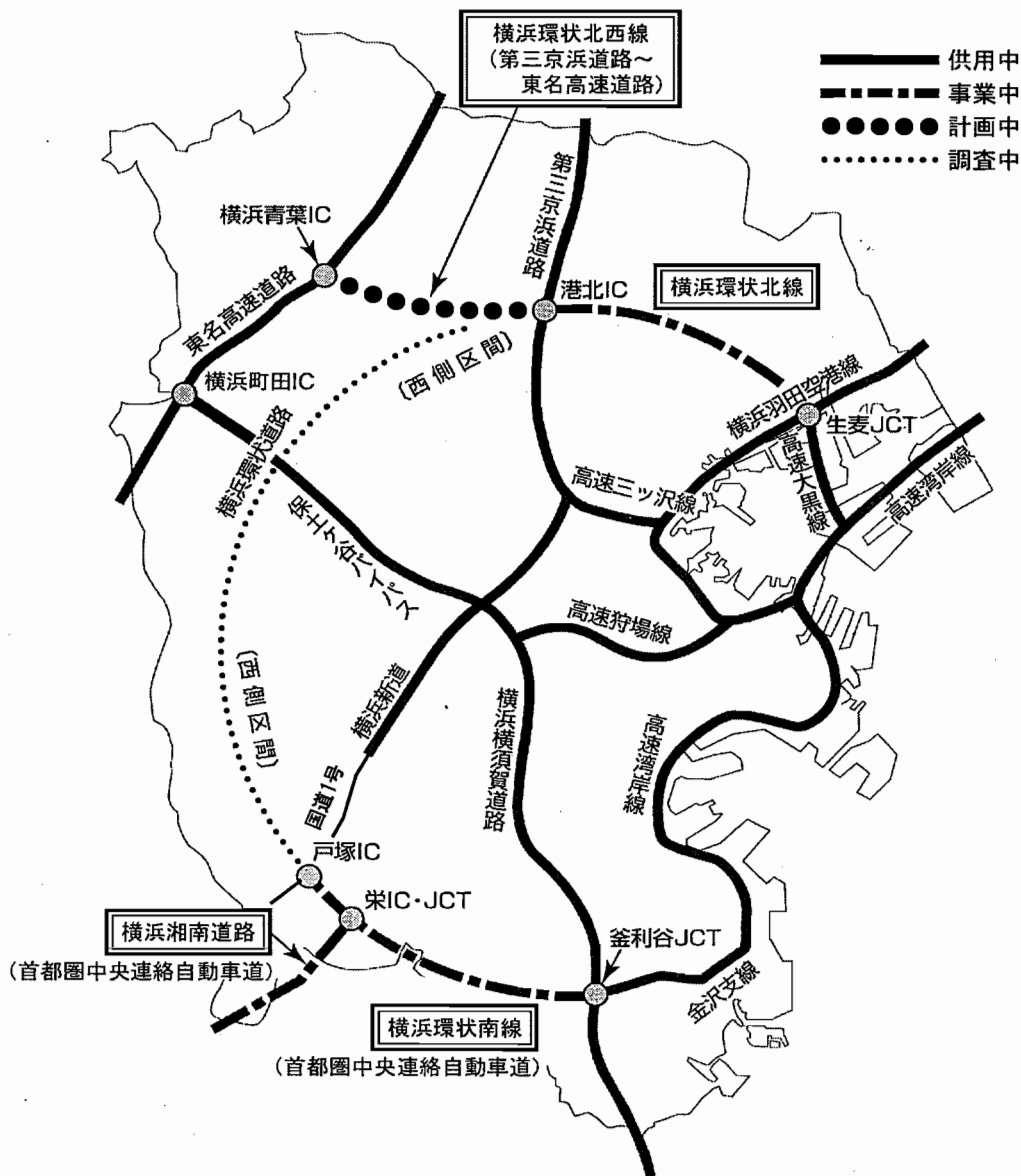 横浜環状北西線
(第三京浜道路～
東名高速道路)
供用中
事業中
計画中
調査中
第三京浜道路
横浜青葉IC
東名高速道路
港北IC
横浜環状北線
(西側区間)
横浜町田IC
横浜環状道路
横浜羽田空港線
生麦JCT
高速大黒線
高速湾岸線
高速三ッ沢線
保土ヶ谷バイパス
高速狩場線
(西側区間)
横浜新道
横浜横須賀道路
高速湾岸線
国道1号
戸塚IC
栄IC・JCT
横浜湘南道路
(首都圏中央連絡自動車道)
釜利谷JCT
金沢支線
横浜環状南線
(首都圏中央連絡自動車道)